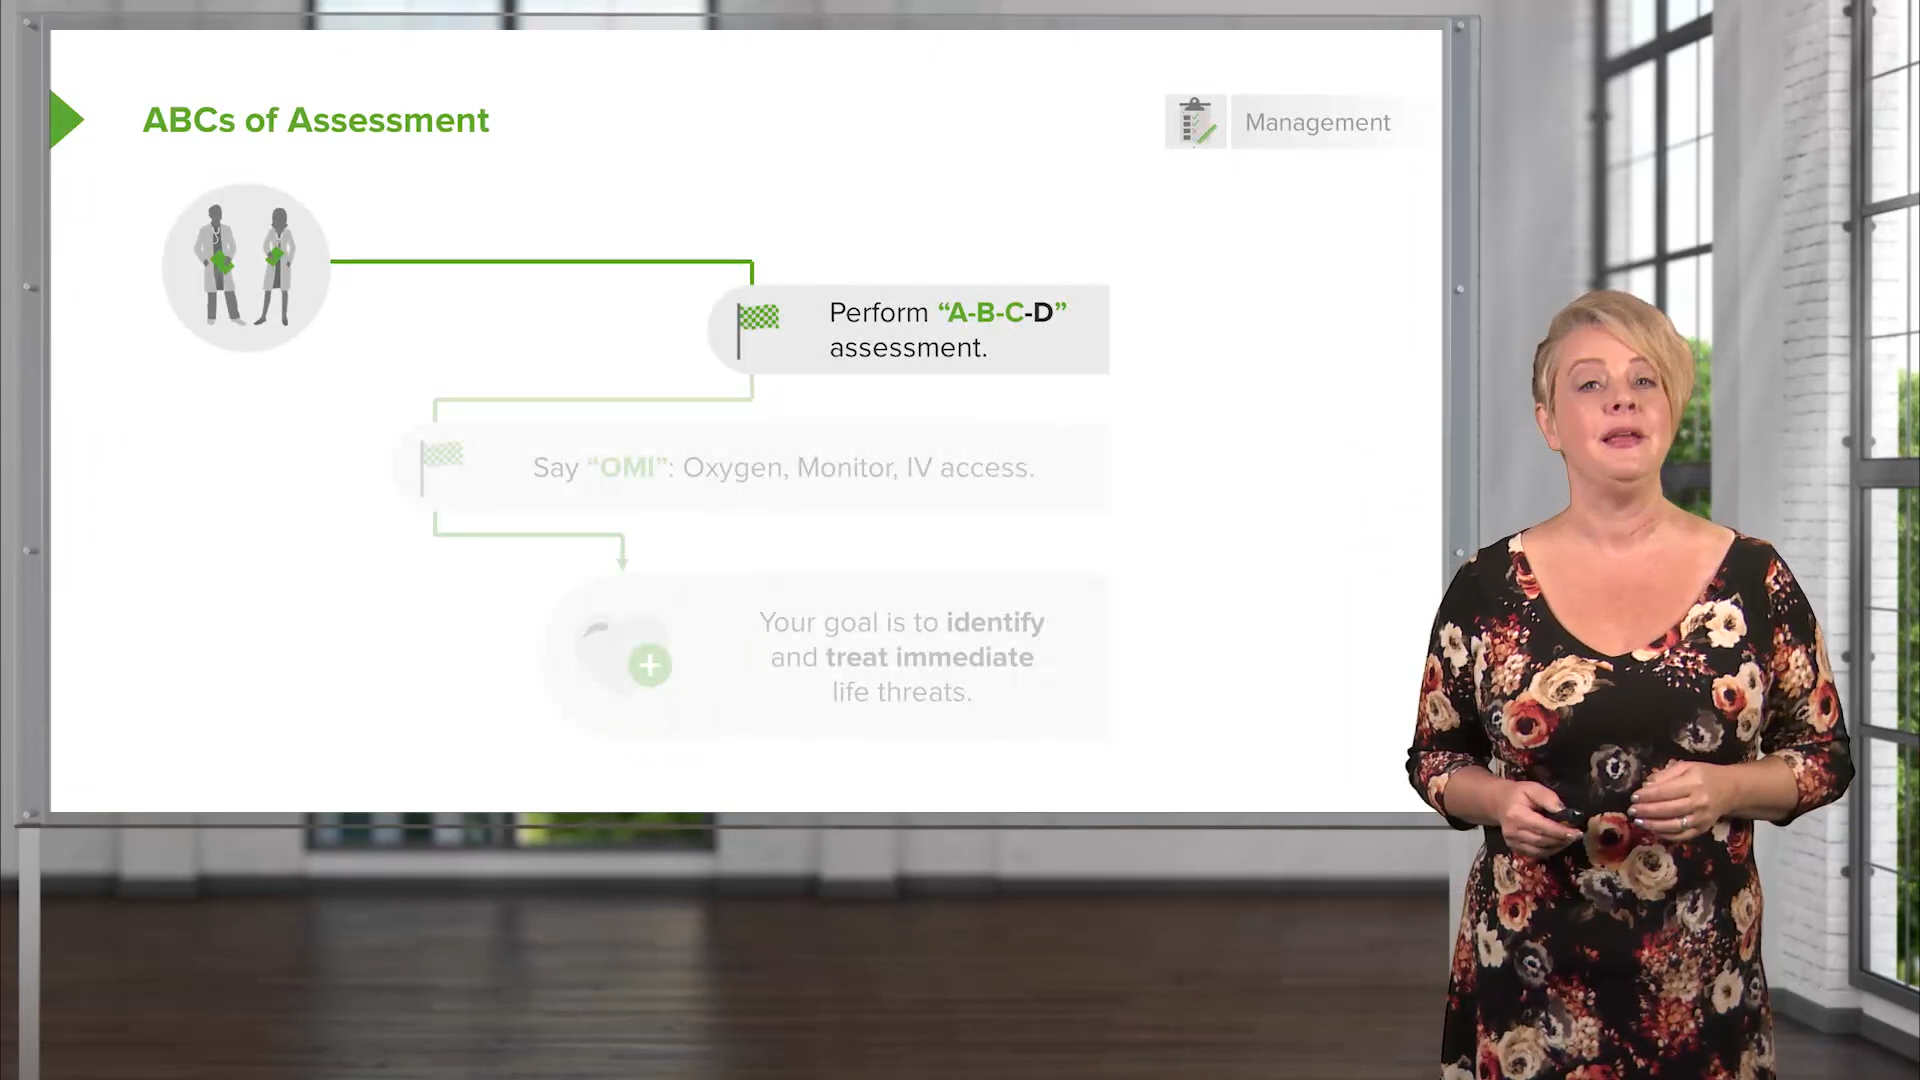 ABCs of Assessment
Management
Perform “A-B-C-D”
assessment.
Say “OMI”: Oxygen, Monitor, IV access.
Your goal is to identify
and treat immediate
life threats.